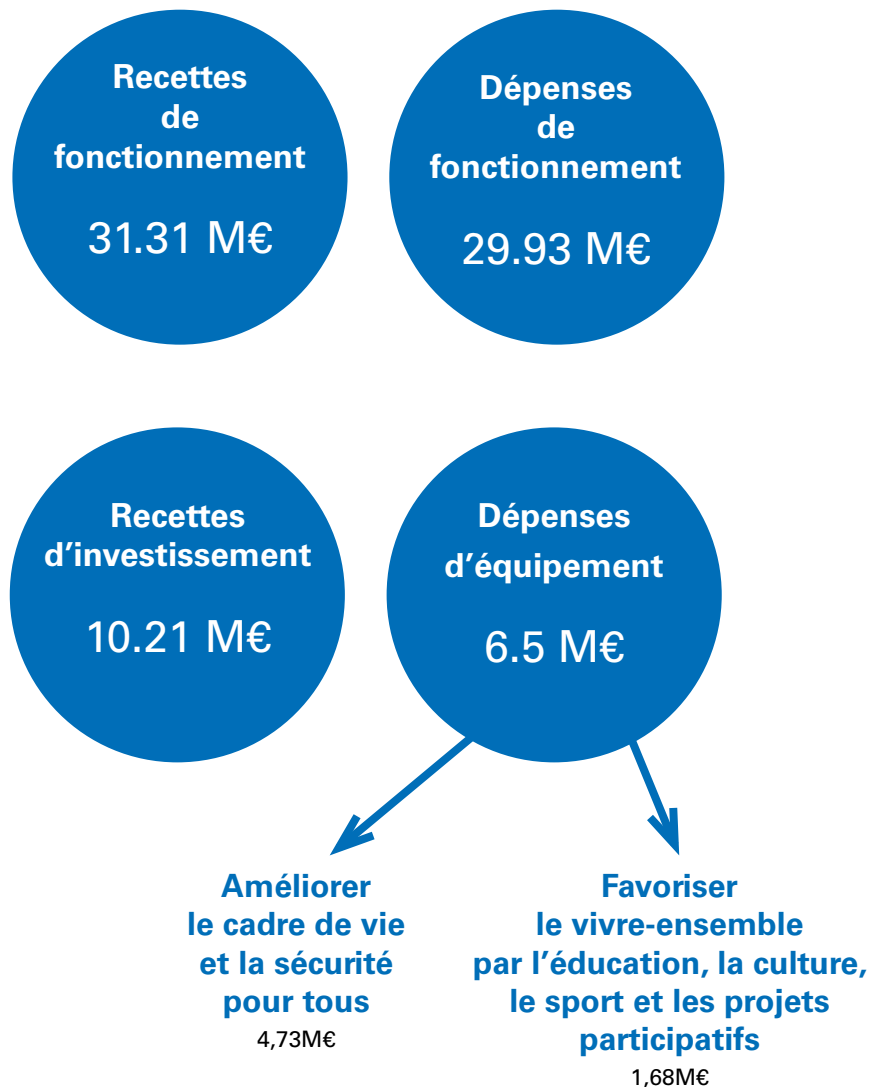 Recettes
de
fonctionnement
31.31 M€
Dépenses
de
fonctionnement
29.93 M€
Recettes
d’investissement
10.21 M€
Dépenses
d’équipement
6.5 M€
Améliorer
le cadre de vie
et la sécurité
pour tous
4,73M€
Favoriser
le vivre-ensemble
par l’éducation, la culture,
le sport et les projets
participatifs
1,68M€